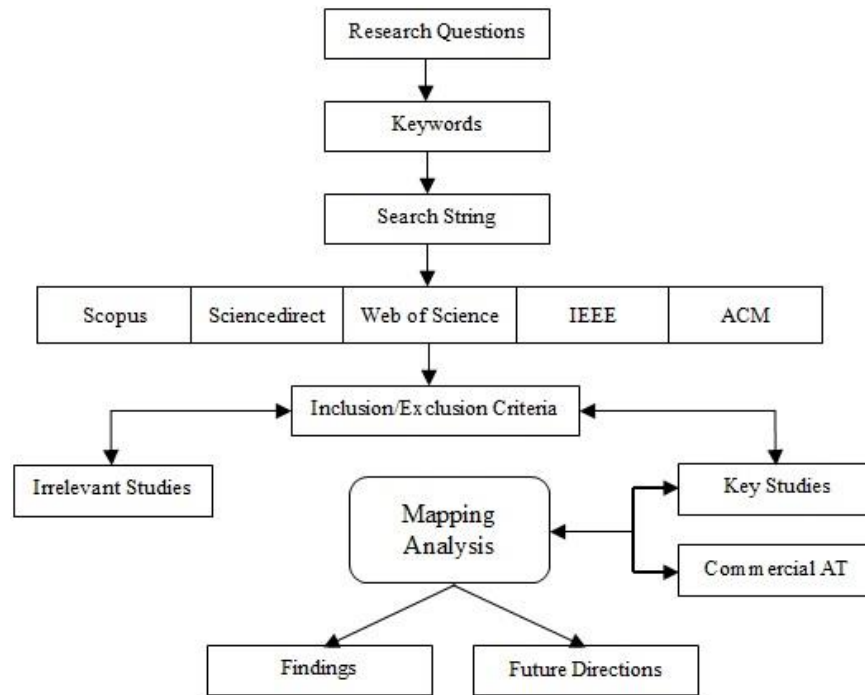 Research Questions
Keywords
Search String
Scopus
Sciencedirect
Web of Science
IEEE
ACM
Inclusion/Exclusion Criteria
Irrelevant Studies
Key Studies
Mapping
Analysis
Commercial AT
Findings
Future Directions